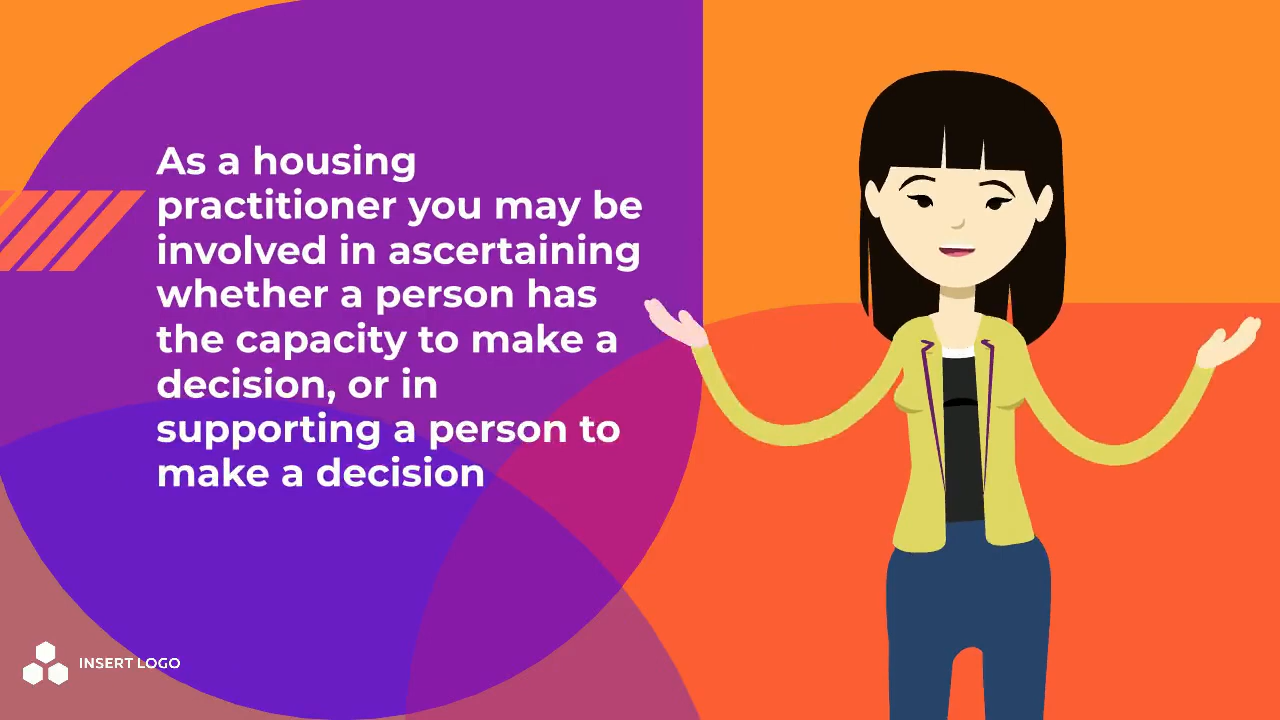 As a housing
practitioner you may be
involved in ascertaining
whether a person has
the capacity to make a
decision, or in
supporting a person to
make a decision
INSERT LOGO